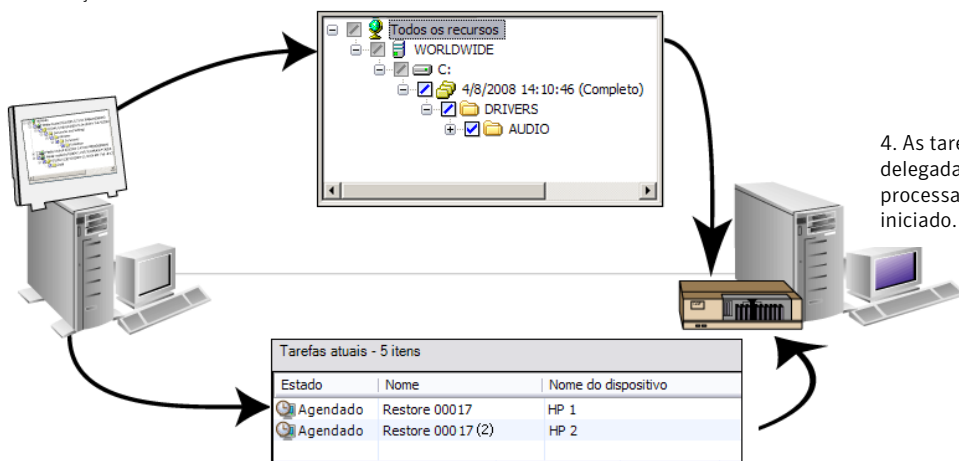 Todos os recursos
WORLDWIDE
C:
4/8/2008 14:10:46 (Completo)
DRIVERS
AUDIO
4. As tare
delegada
processa
iniciado.
Tarefas atuais - 5 itens
Estado Nome Nome do dispositivo
Agendado Restore 00017 HP 1
Agendado Restore 00017 (2) HP 2